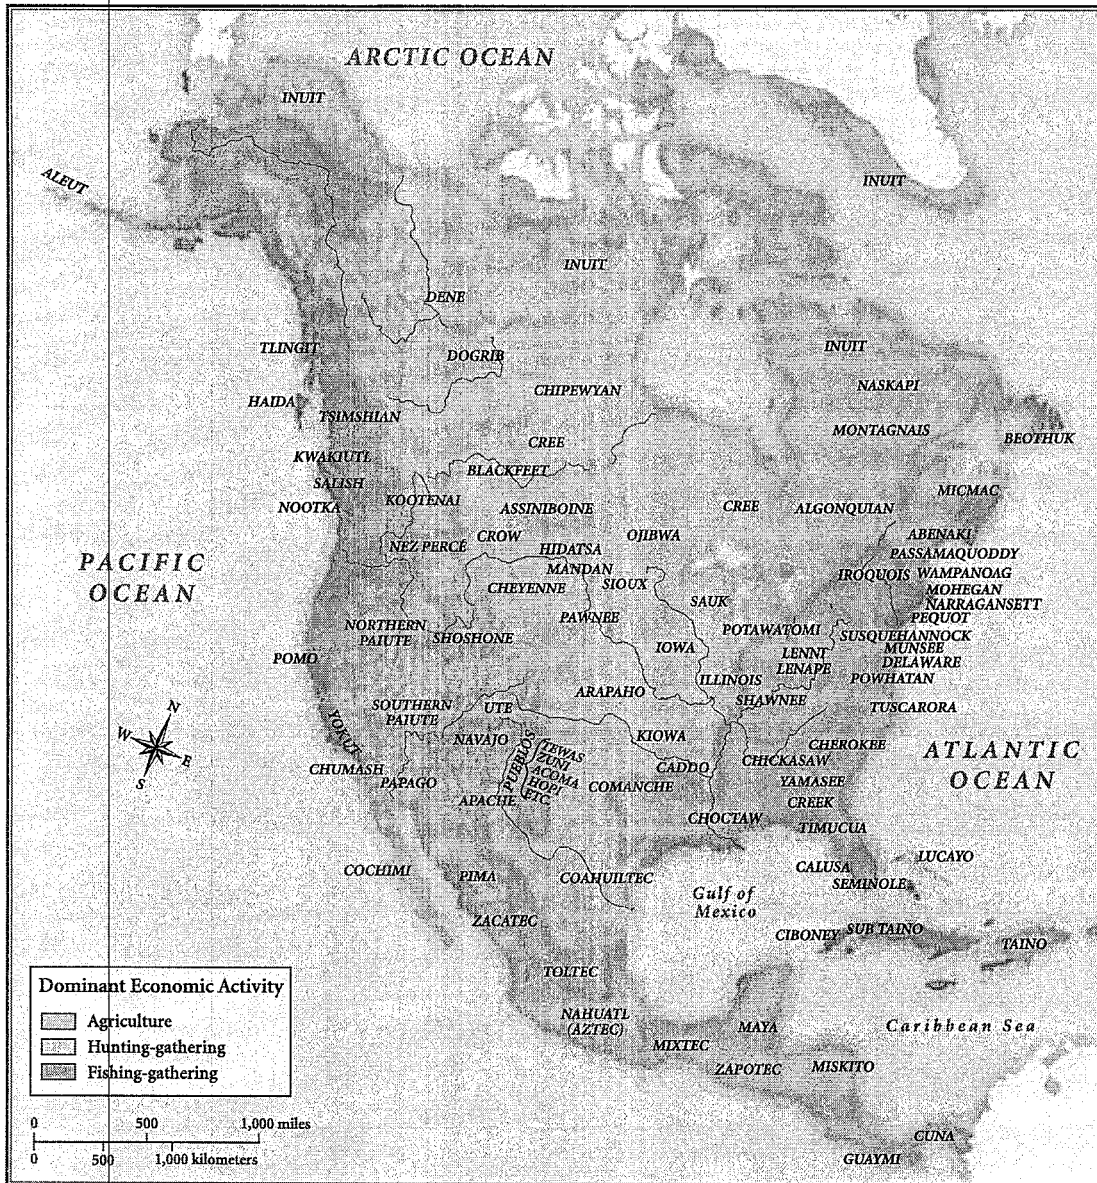 ARCTIC OCEAN
INUIT
ALEUT
INUIT
INUIT
DENE
TLINGIT
DOGRIB
INUIT
HAIDA
TSIMSHIAN
CHIPEWYAN
NASKAPI
MONTAGNAIS
BEOTHUK
CREE
KWAKIUTL
BLACKFEET
SALISH
NOOTKA
KOOTENAI
ASSINIBOINE
CREE
ALGONQUIAN
MICMAC
PACIFIC
OCEAN
NEZ PERCÉ
CROW
HIDATSA
OJIBWA
ABENAKI
PASSAMAQUODDY
MANDAN
SIOUX
IROQUOIS
WAMPANOAG
CHEYENNE
MOHEGAN
NARRAGANSETT
SAUK
PAWNEE
PEQUOT
NORTHERN
PAIUTE
SHOSHONE
POTAWATOMI
SUSQUEHANNOCK
MUNSEE
POMO
IOWA
LENNI
LENAPE
DELAWARE
ILLINOIS
POWHATAN
ARAPAHO
SHAWNEE
SOUTHERN
PAIUTE
UTE
TUSCARORA
N
W
E
S
YOKUT
NAVAJO
KIOWA
CHEROKEE
ATLANTIC
OCEAN
PUEBLOS
TEWAS
ZUNI
ACOMA
HOPI
ETC.
CHUMASH
PAPAGO
CADDO
CHICKASAW
APACHE
COMANCHE
YAMASEE
CREEK
CHOCTAW
TIMUCUA
COCHIMI
PIMA
COAHUILTEC
CALUSA
LUCAYO
SEMINOLE
Gulf of
Mexico
ZACATEC
CIBONEY
SUB TAINO
TAINO
TOLTEC
NAHUATL
(AZTEC)
MAYA
Caribbean Sea
MIXTEC
ZAPOTEC
MISKITO
CUNA
GUAYMI
Dominant Economic Activity
Agriculture
Hunting-gathering
Fishing-gathering
0 500 1,000 miles
0 500 1,000 kilometers